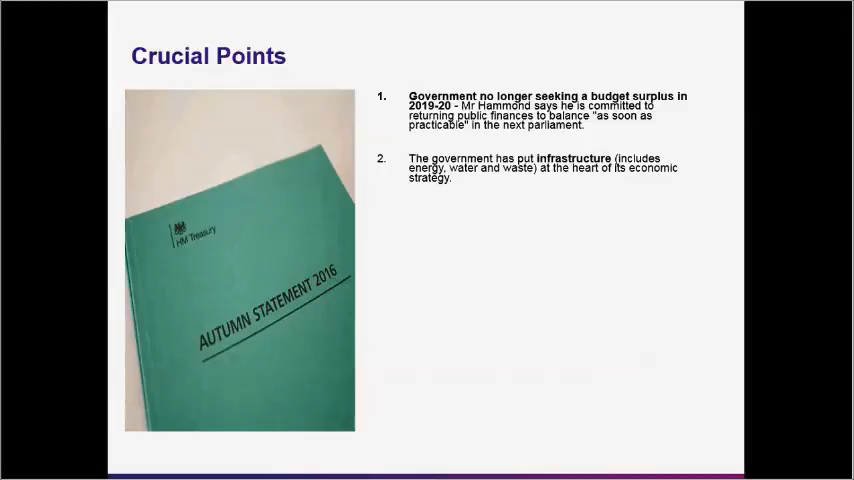 Crucial Points
1. Government no longer seeking a budget surplus in
2019-20 - Mr Hammond says he is committed to
returning public finances to balance "as soon as
practicable" in the next parliament.
2. The government has put infrastructure (includes
energy, water and waste) at the heart of its economic
strategy.
HM Treasury
AUTUMN STATEMENT 2016